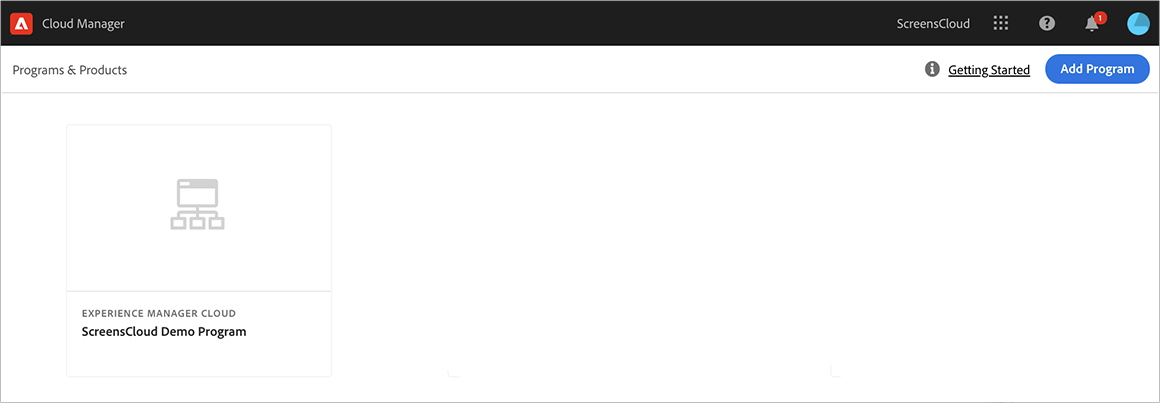 Cloud Manager
ScreensCloud
?
1
Programs & Products
i
Getting Started
Add Program
EXPERIENCE MANAGER CLOUD
ScreensCloud Demo Program